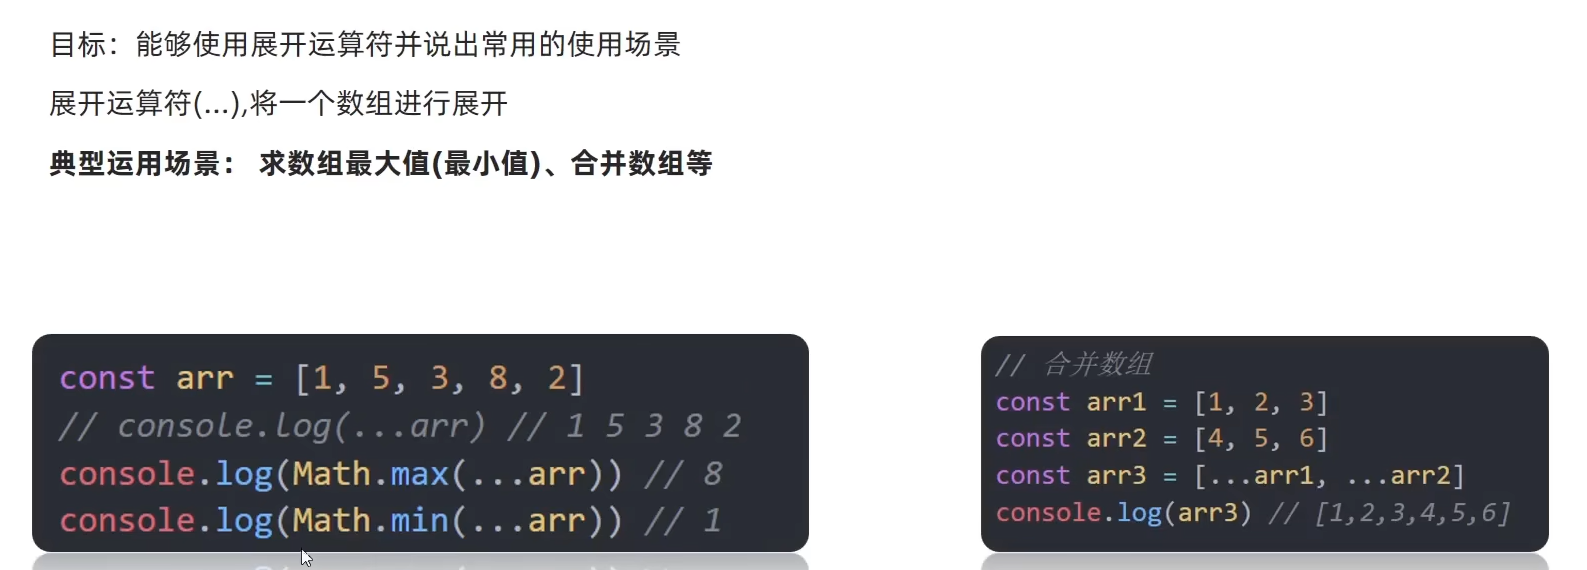 目标：能够使用展开运算符并说出常用的使用场景
展开运算符(...),将一个数组进行展开
典型运用场景： 求数组最大值(最小值)、合并数组等
const arr = [1, 5, 3, 8, 2]
// console.log(...arr) // 1 5 3 8 2
console.log(Math.max(...arr)) // 8
console.log(Math.min(...arr)) // 1
// 合并数组
const arr1 = [1, 2, 3]
const arr2 = [4, 5, 6]
const arr3 = [...arr1, ...arr2]
console.log(arr3) // [1,2,3,4,5,6]